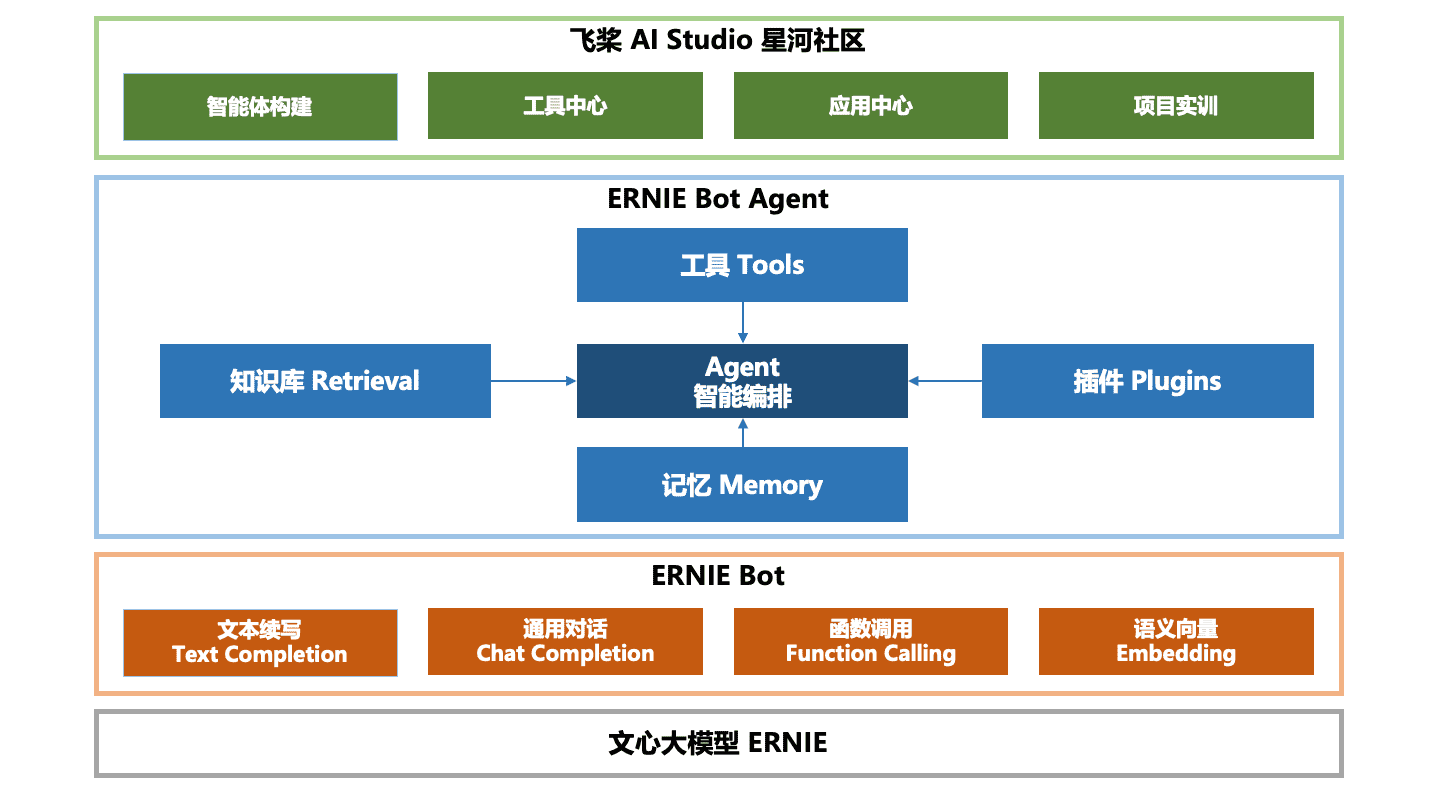 飞桨 AI Studio 星河社区
智能体构建
工具中心
应用中心
项目实训
ERNIE Bot Agent
工具 Tools
知识库 Retrieval
Agent
智能编排
插件 Plugins
记忆 Memory
ERNIE Bot
文本续写
Text Completion
通用对话
Chat Completion
函数调用
Function Calling
语义向量
Embedding
文心大模型 ERNIE